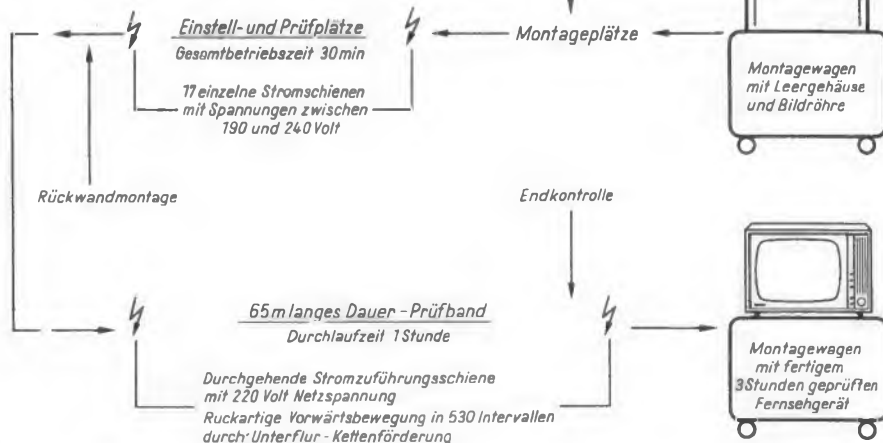 Einstell- und Prüfplätze
Gesamtbetriebszeit 30 min
Montageplätze
17 einzelne Stromschienen
mit Spannungen zwischen
190 und 240 Volt
Montagewagen
mit Leergehäuse
und Bildröhre
Rückwandmontage
Endkontrolle
65 m langes Dauer-Prüfband
Durchlaufzeit 1 Stunde
Durchgehende Stromzuführungsschiene
mit 220 Volt Netzspannung
Ruckartige Vorwärtsbewegung in 530 Intervallen
durch Unterflur-Kettenförderung
Montagewagen
mit fertigem
3 Stunden geprüften
Fernsehgerät